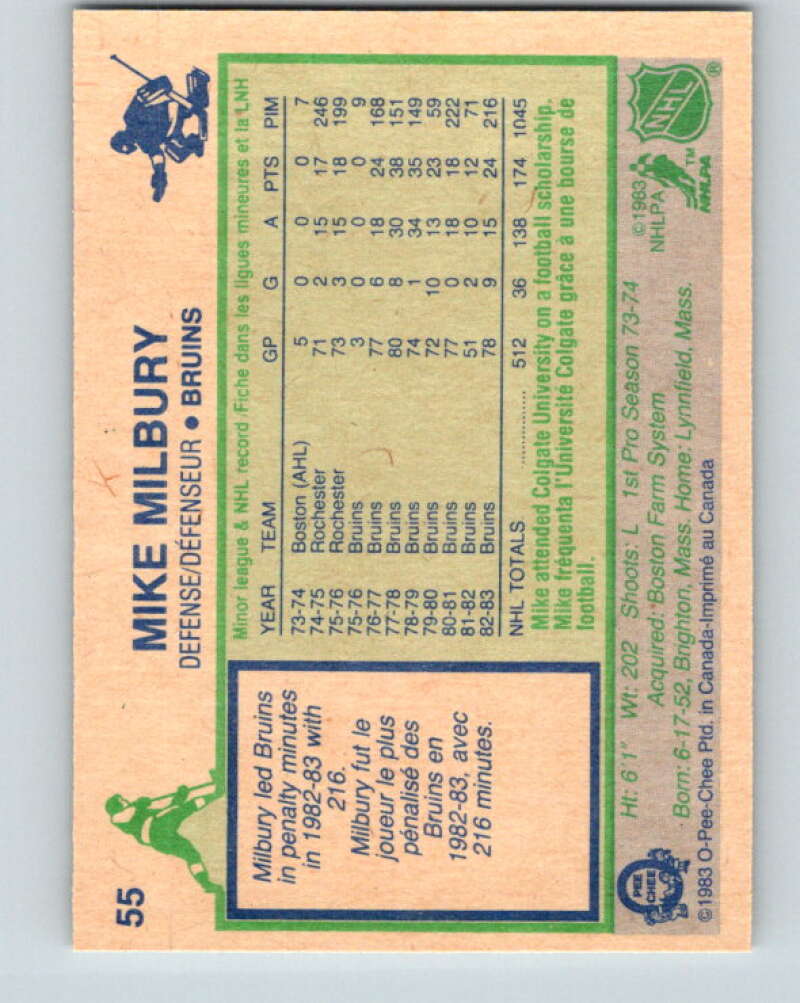 55
MIKE MILBURY
DEFENSE/DÉFENSEUR • BRUINS
Milbury led Bruins
in penalty minutes
in 1982-83 with
216.
Milbury fut le
joueur le plus
pénalisé des
Bruins en
1982-83, avec
216 minutes.
Minor league & NHL record/Fiche dans les ligues mineures et la LNH
YEAR TEAM GP G A PTS PIM
73-74 Boston (AHL) 5 0 0 0 7
74-75 Rochester 71 2 15 17 246
75-76 Rochester 73 3 15 18 199
75-76 Bruins 3 0 0 0 9
76-77 Bruins 77 6 18 24 168
77-78 Bruins 80 8 30 38 151
78-79 Bruins 74 1 34 35 149
79-80 Bruins 72 10 13 23 59
80-81 Bruins 77 0 18 18 222
81-82 Bruins 51 2 10 12 71
82-83 Bruins 78 9 15 24 216
NHL TOTALS ............ 512 36 138 174 1045
Mike attended Colgate University on a football scholarship.
Mike fréquenta l'Université Colgate grâce à une bourse de
football.
Ht: 6'1" Wt: 202 Shoots: L 1st Pro Season 73-74
Acquired: Boston Farm System
Born: 6-17-52, Brighton, Mass. Home: Lynnfield, Mass.
©1983 O-Pee-Chee Ptd. in Canada-Imprimé au Canada
PEE
CHEE
©1983
NHLPA
TM
NHLPA
NHL
®